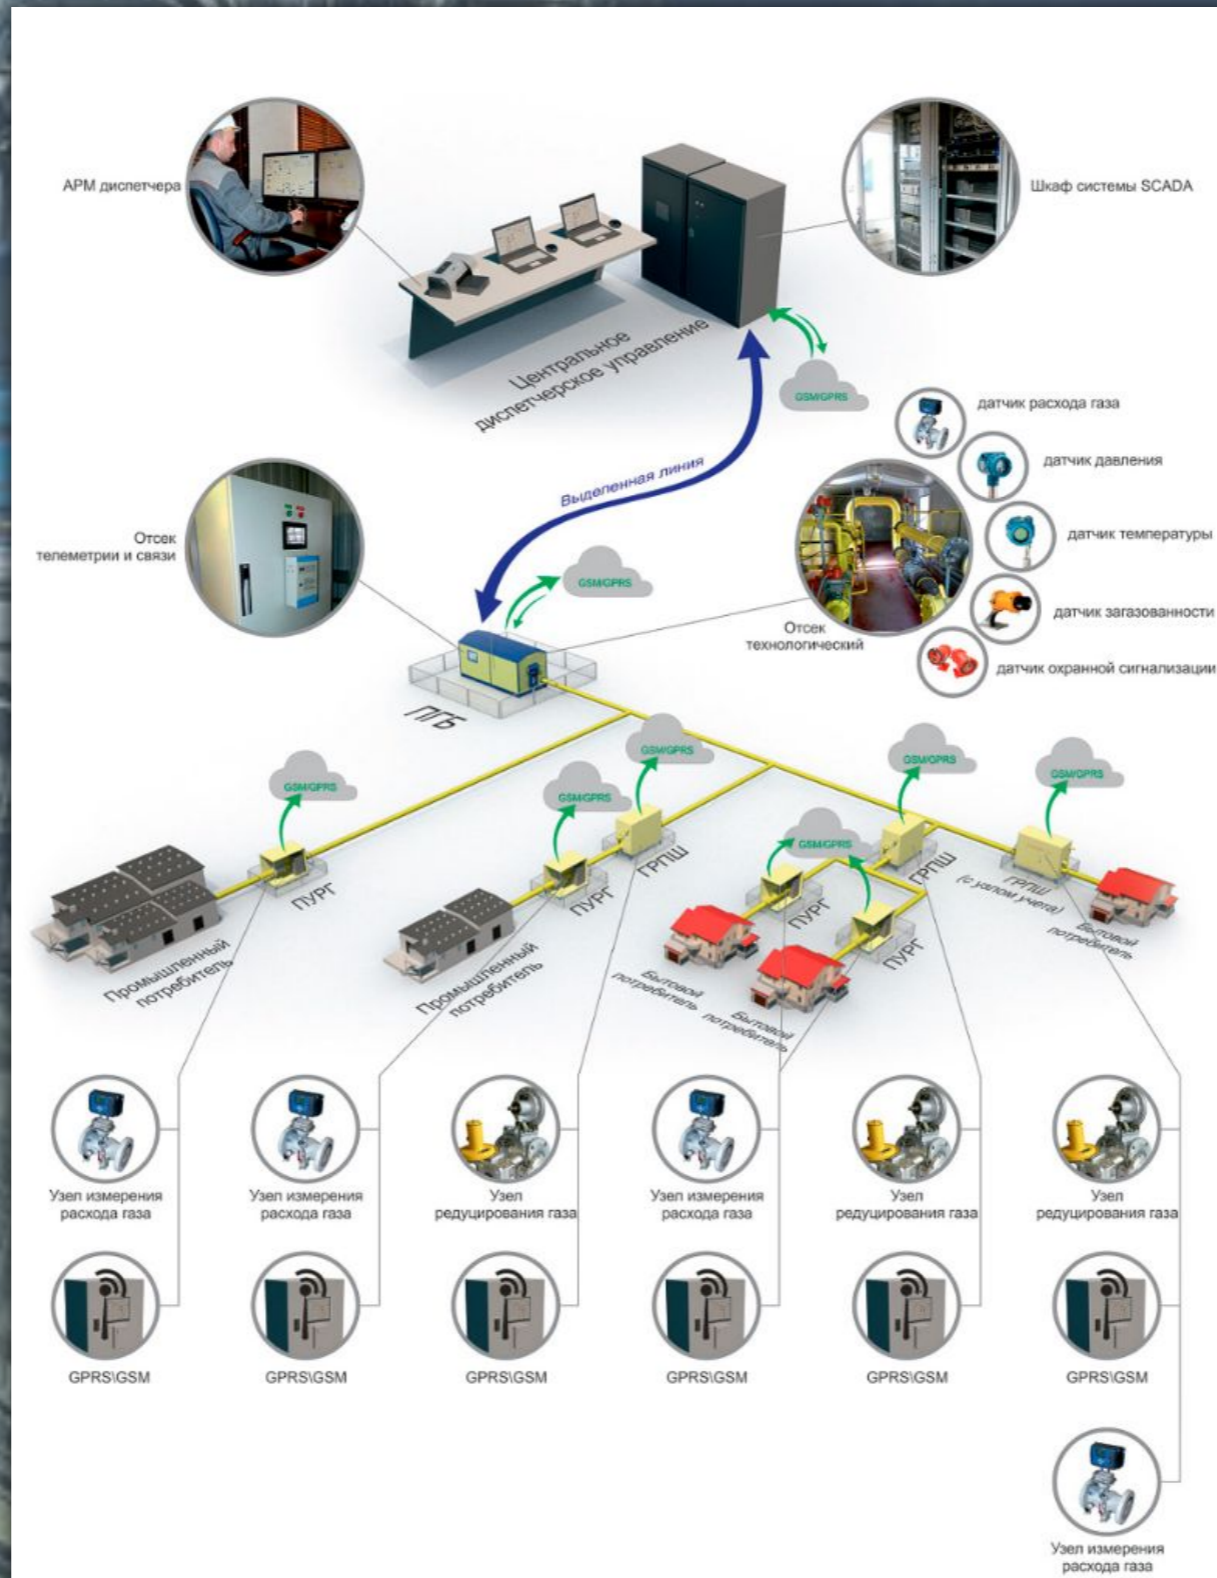 АРМ диспетчера
Шкаф системы SCADA
Центральное
диспетчерское управление
GSM/GPRS
датчик расхода газа
датчик давления
Выделенная линия
Отсек
телеметрии и связи
датчик температуры
GSM/GPRS
датчик загазованности
Отсек
технологический
датчик охранной сигнализации
ПГБ
GSM/GPRS
GSM/GPRS
GSM/GPRS
GSM/GPRS
GSM/GPRS
GSM/GPRS
ПУРГ
ПУРГ
ГРПШ
ПУРГ
ПУРГ
ГРПШ
ГРПШ
(с узлом учета)
Промышленный
потребитель
Промышленный
потребитель
Бытовой
потребитель
Бытовой
потребитель
Бытовой
потребитель
Узел измерения
расхода газа
Узел измерения
расхода газа
Узел
редуцирования газа
Узел измерения
расхода газа
Узел
редуцирования газа
Узел
редуцирования газа
GPRS\GSM
GPRS\GSM
GPRS\GSM
GPRS\GSM
GPRS\GSM
GPRS\GSM
Узел измерения
расхода газа